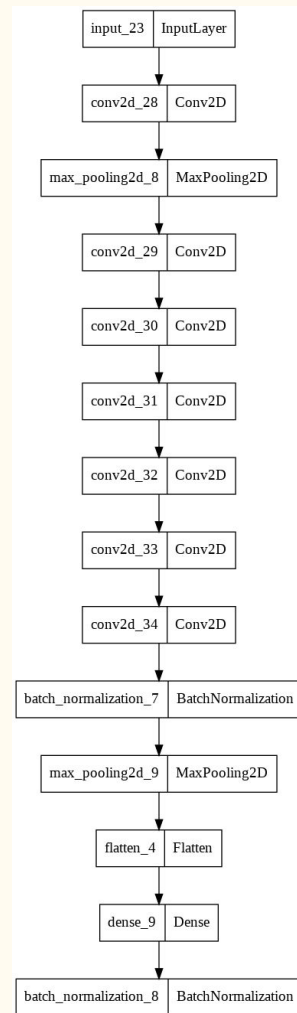 input_23 InputLayer
conv2d_28 Conv2D
max_pooling2d_8 MaxPooling2D
conv2d_29 Conv2D
conv2d_30 Conv2D
conv2d_31 Conv2D
conv2d_32 Conv2D
conv2d_33 Conv2D
conv2d_34 Conv2D
batch_normalization_7 BatchNormalization
max_pooling2d_9 MaxPooling2D
flatten_4 Flatten
dense_9 Dense
batch_normalization_8 BatchNormalization